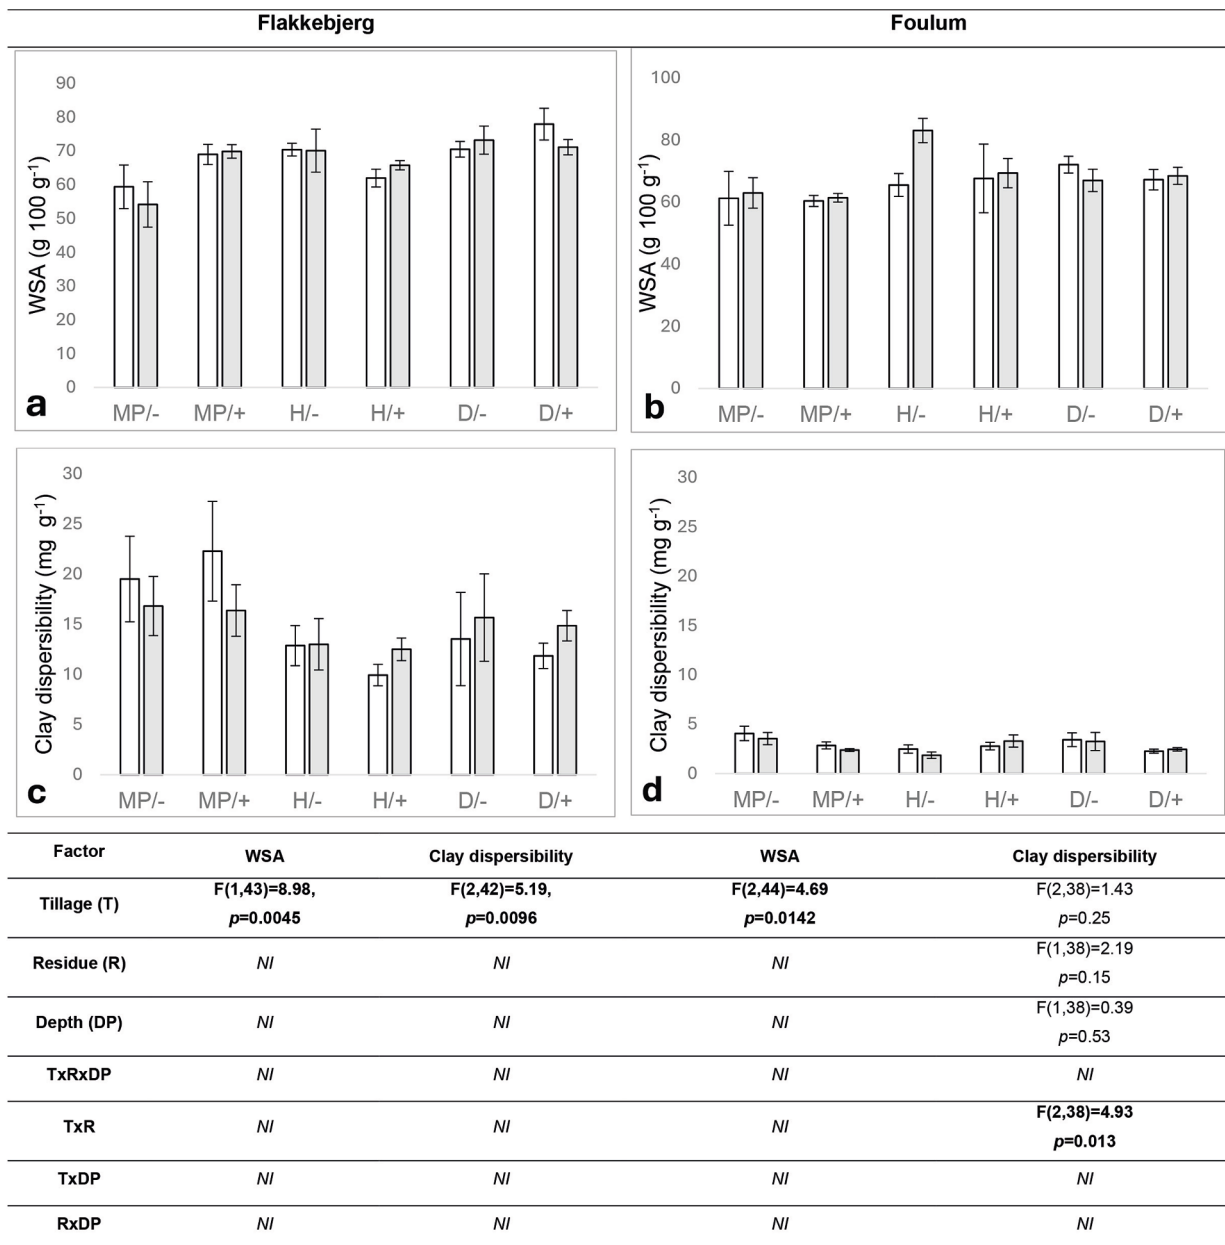 Flakkebjerg
Foulum
WSA (g 100 g⁻¹)
90
80
70
60
50
40
30
20
10
0
MP/- MP/+ H/- H/+ D/- D/+
a
WSA (g 100 g⁻¹)
100
80
60
40
20
0
MP/- MP/+ H/- H/+ D/- D/+
b
Clay dispersibility (mg g⁻¹)
30
25
20
15
10
5
0
MP/- MP/+ H/- H/+ D/- D/+
c
Clay dispersibility (mg g⁻¹)
30
25
20
15
10
5
0
MP/- MP/+ H/- H/+ D/- D/+
d
Factor WSA Clay dispersibility WSA Clay dispersibility
Tillage (T) F(1,43)=8.98, F(2,42)=5.19, F(2,44)=4.69 F(2,38)=1.43
p=0.0045 p=0.0096 p=0.0142 p=0.25
Residue (R) NI NI NI F(1,38)=2.19
p=0.15
Depth (DP) NI NI NI F(1,38)=0.39
p=0.53
TxRxDP NI NI NI NI
TxR NI NI NI F(2,38)=4.93
p=0.013
TxDP NI NI NI NI
RxDP NI NI NI NI